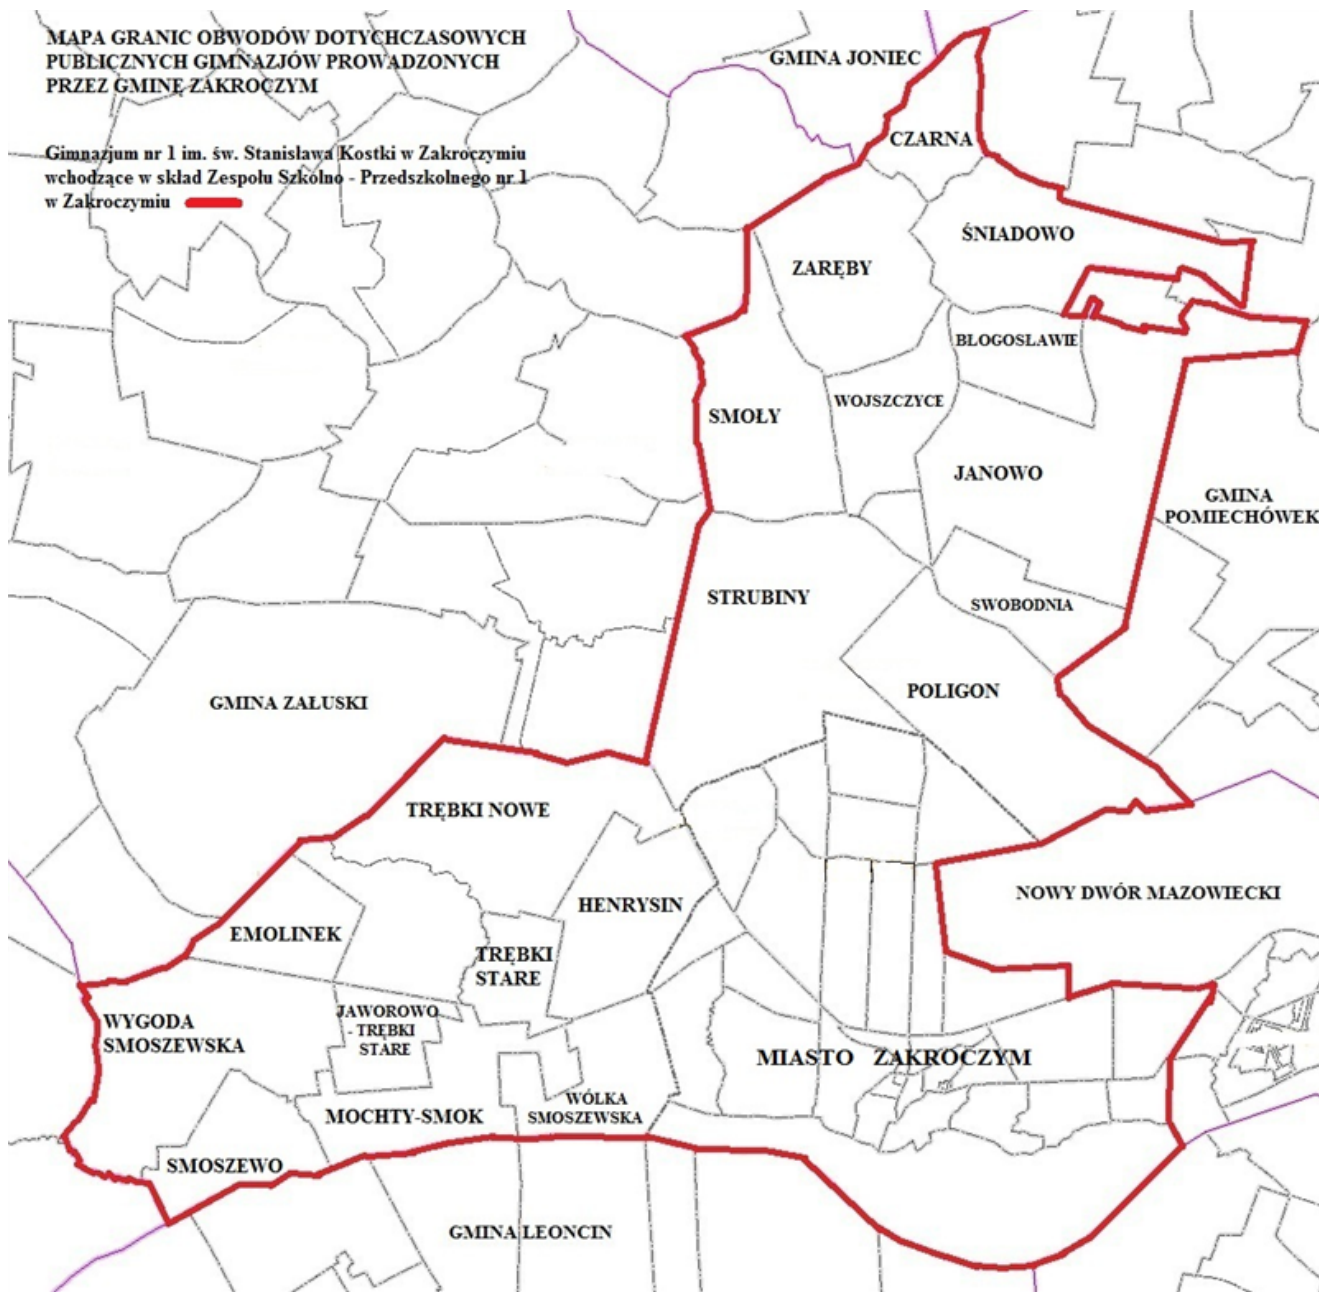 MAPA GRANIC OBWODÓW DOTYCHCZASOWYCH
PUBLICZNYCH GIMNAZJÓW PROWADZONYCH
PRZEZ GMINĘ ZAKROCZYM
GMINA JONIEC
CZARNA
Gimnazjum nr 1 im. św. Stanisława Kostki w Zakroczymiu
wchodzące w skład Zespołu Szkolno - Przedszkolnego nr 1
w Zakroczymiu
ŚNIADOWO
ZARĘBY
BŁOGOSŁAWIE
WOJSZCZYCE
SMOŁY
JANOWO
GMINA
POMIECHÓWEK
STRUBINY
SWOBODNIA
POLIGON
GMINA ZAŁUSKI
TRĘBKI NOWE
NOWY DWÓR MAZOWIECKI
HENRYSIN
EMOLINEK
TRĘBKI
STARE
WYGODA
SMOSZEWSKA
JAWOROWO
- TRĘBKI
STARE
MIASTO ZAKROCZYM
WÓLKA
SMOSZEWSKA
MOCHTY-SMOK
SMOSZEWO
GMINA LEONCIN